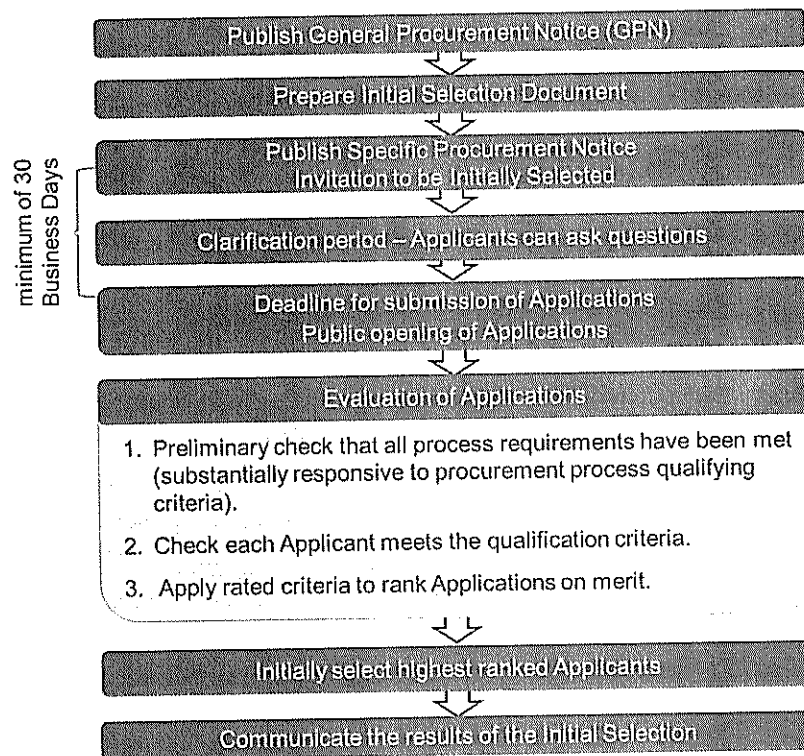 Publish General Procurement Notice (GPN)
Prepare Initial Selection Document
minimum of 30
Business Days
Publish Specific Procurement Notice
Invitation to be Initially Selected
Clarification period – Applicants can ask questions
Deadline for submission of Applications
Public opening of Applications
Evaluation of Applications
1. Preliminary check that all process requirements have been met
(substantially responsive to procurement process qualifying
criteria).
2. Check each Applicant meets the qualification criteria.
3. Apply rated criteria to rank Applications on merit.
Initially select highest ranked Applicants
Communicate the results of the Initial Selection